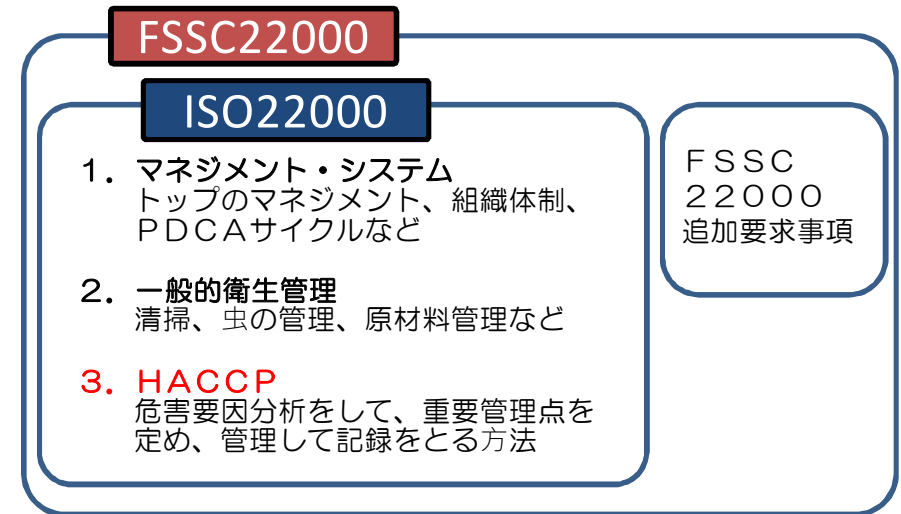 FSSC22000
ISO22000
１．マネジメント・システム
トップのマネジメント、組織体制、
ＰＤＣＡサイクルなど
２．一般的衛生管理
清掃、虫の管理、原材料管理など
３．ＨＡＣＣＰ
危害要因分析をして、重要管理点を
定め、管理して記録をとる方法
ＦＳＳＣ
２２０００
追加要求事項